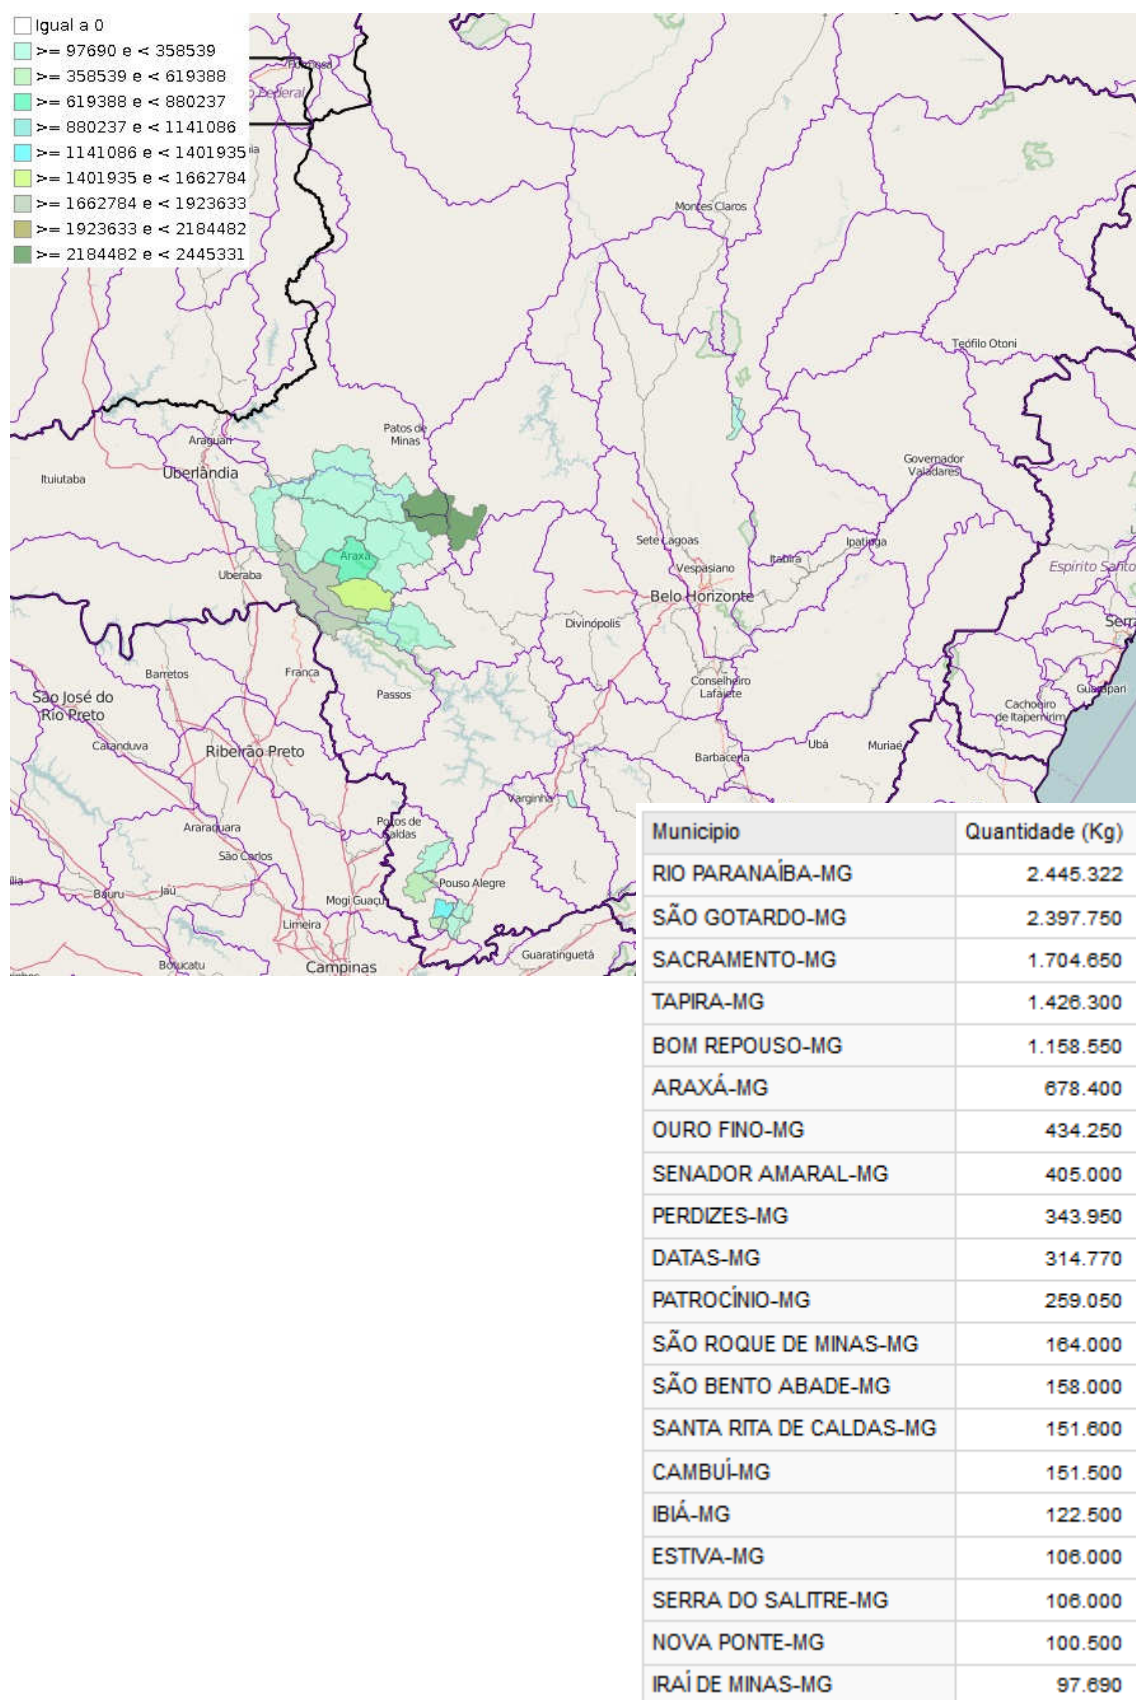 Igual a 0
>= 97690 e < 358539
>= 358539 e < 619388
>= 619388 e < 880237
>= 880237 e < 1141086
>= 1141086 e < 1401935
>= 1401935 e < 1662784
>= 1662784 e < 1923633
>= 1923633 e < 2184482
>= 2184482 e < 2445331
Formosa
Federal
Montes Claros
Teófilo Otoni
Patos de
Minas
Araguari
Uberlândia
Ituiutaba
Governador
Valadares
Sete Lagoas
Ipatinga
Itabira
Vespasiano
Espírito Santo
Araxá
Uberaba
Belo Horizonte
Divinópolis
Serra
Barretos
Franca
Passos
Conselheiro
Lafaiete
Guarapari
Cachoeiro
de Itapemirim
São José do
Rio Preto
Catanduva
Ribeirão Preto
Ubá
Muriaé
Barbacena
Varginha
Poços de
Caldas
Araraquara
São Carlos
Pouso Alegre
Bauru
Jaú
Mogi Guaçu
Limeira
Botucatu
Campinas
Guaratinguetá
Municipio Quantidade (Kg)
RIO PARANAÍBA-MG 2.445.322
SÃO GOTARDO-MG 2.397.750
SACRAMENTO-MG 1.704.650
TAPIRA-MG 1.426.300
BOM REPOUSO-MG 1.158.550
ARAXÁ-MG 678.400
OURO FINO-MG 434.250
SENADOR AMARAL-MG 405.000
PERDIZES-MG 343.950
DATAS-MG 314.770
PATROCÍNIO-MG 259.050
SÃO ROQUE DE MINAS-MG 164.000
SÃO BENTO ABADE-MG 158.000
SANTA RITA DE CALDAS-MG 151.600
CAMBUÍ-MG 151.500
IBIÁ-MG 122.500
ESTIVA-MG 106.000
SERRA DO SALITRE-MG 106.000
NOVA PONTE-MG 100.500
IRAÍ DE MINAS-MG 97.690